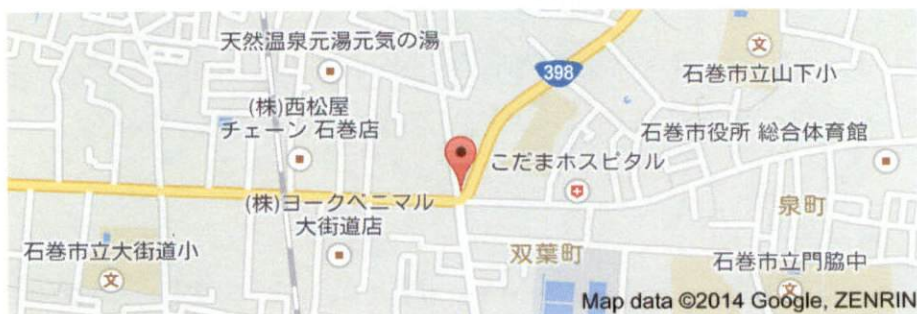 天然温泉元湯元気の湯
398
石巻市立山下小
(株)西松屋
チェーン 石巻店
石巻市役所 総合体育館
こだまホスピタル
(株)ヨークベニマル
大街道店
泉町
石巻市立大街道小
双葉町
石巻市立門脇中
文
文
文
Map data ©2014 Google, ZENRIN